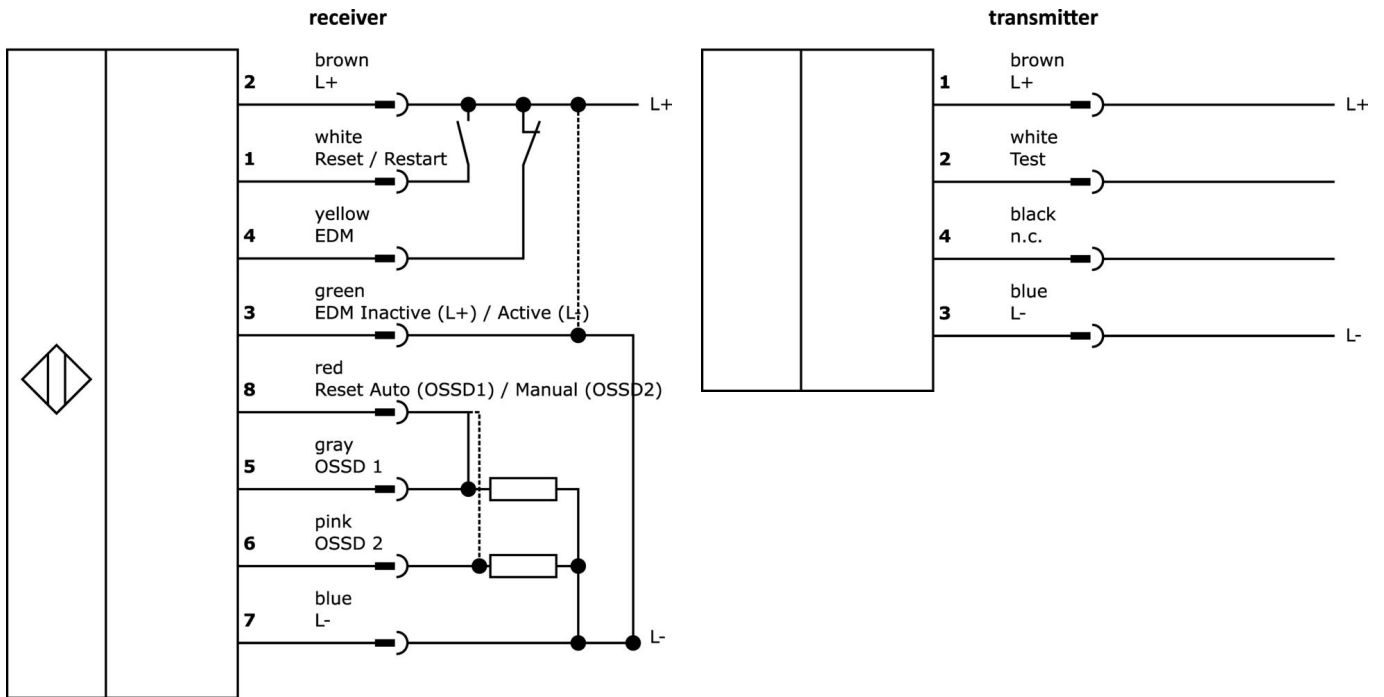 receiver
brown
2 L+
L+
white
1 Reset / Restart
yellow
4 EDM
green
3 EDM Inactive (L+) / Active (L-)
red
8 Reset Auto (OSSD1) / Manual (OSSD2)
gray
5 OSSD 1
pink
6 OSSD 2
blue
7 L-
L-
transmitter
brown
1 L+
L+
white
2 Test
black
4 n.c.
blue
3 L-
L-